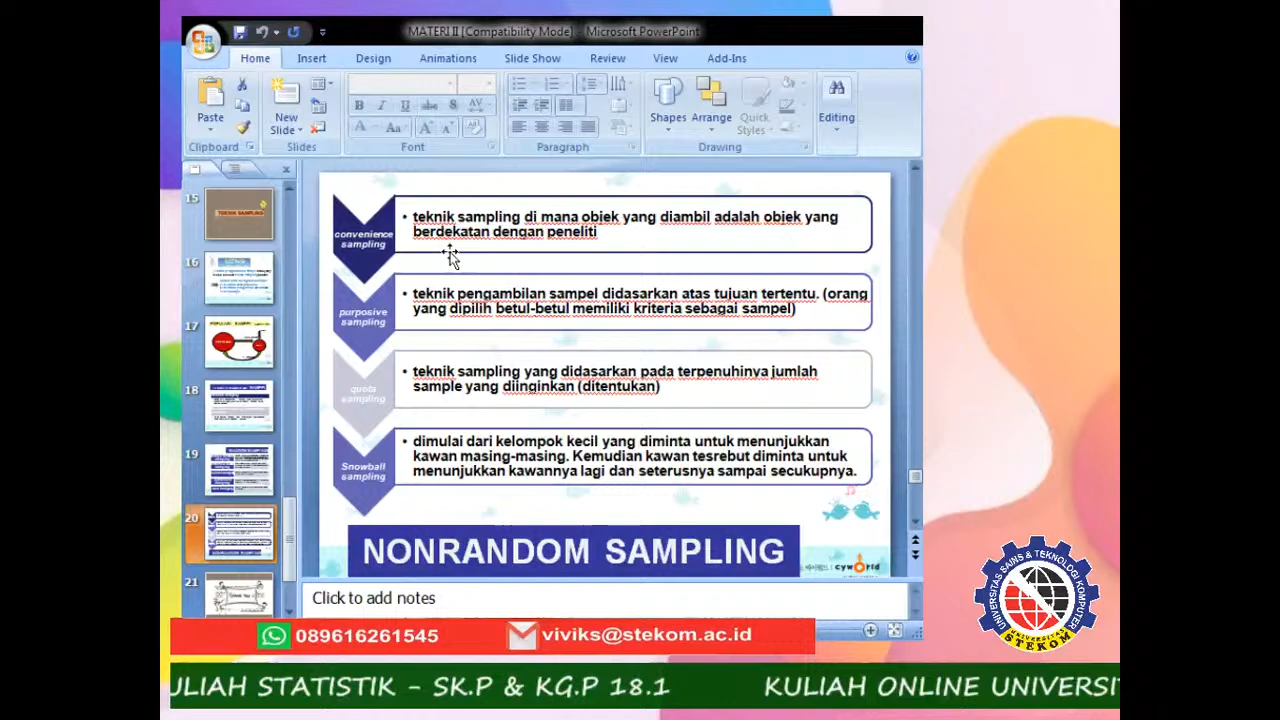 MATERI II [Compatibility Mode] - Microsoft PowerPoint
Home Insert Design Animations Slide Show Review View Add-Ins
Paste
New
Slide
Shapes Arrange Quick
Styles
Editing
Clipboard Slides Font Paragraph Drawing
15
TEKNIK SAMPLING
16
17
18
19
20
21
convenience
sampling
• teknik sampling di mana objek yang diambil adalah objek yang
berdekatan dengan peneliti
purposive
sampling
• teknik pengambilan sampel didasarkan atas tujuan tertentu. (orang
yang dipilih betul-betul memiliki kriteria sebagai sampel)
quota
sampling
• teknik sampling yang didasarkan pada terpenuhinya jumlah
sample yang diinginkan (ditentukan)
Snowball
sampling
• dimulai dari kelompok kecil yang diminta untuk menunjukkan
kawan masing-masing. Kemudian kawan tesrebut diminta untuk
menunjukkan kawannya lagi dan seterusnya sampai secukupnya.
NONRANDOM SAMPLING
cyworld
Click to add notes
089616261545
viviks@stekom.ac.id
UNIVERSITAS SAINS & TEKNOLOGI KOMPUTER
UNIVERSITAS
STEKOM
ULIAH STATISTIK - SK.P & KG.P 18.1 KULIAH ONLINE UNIVERSI